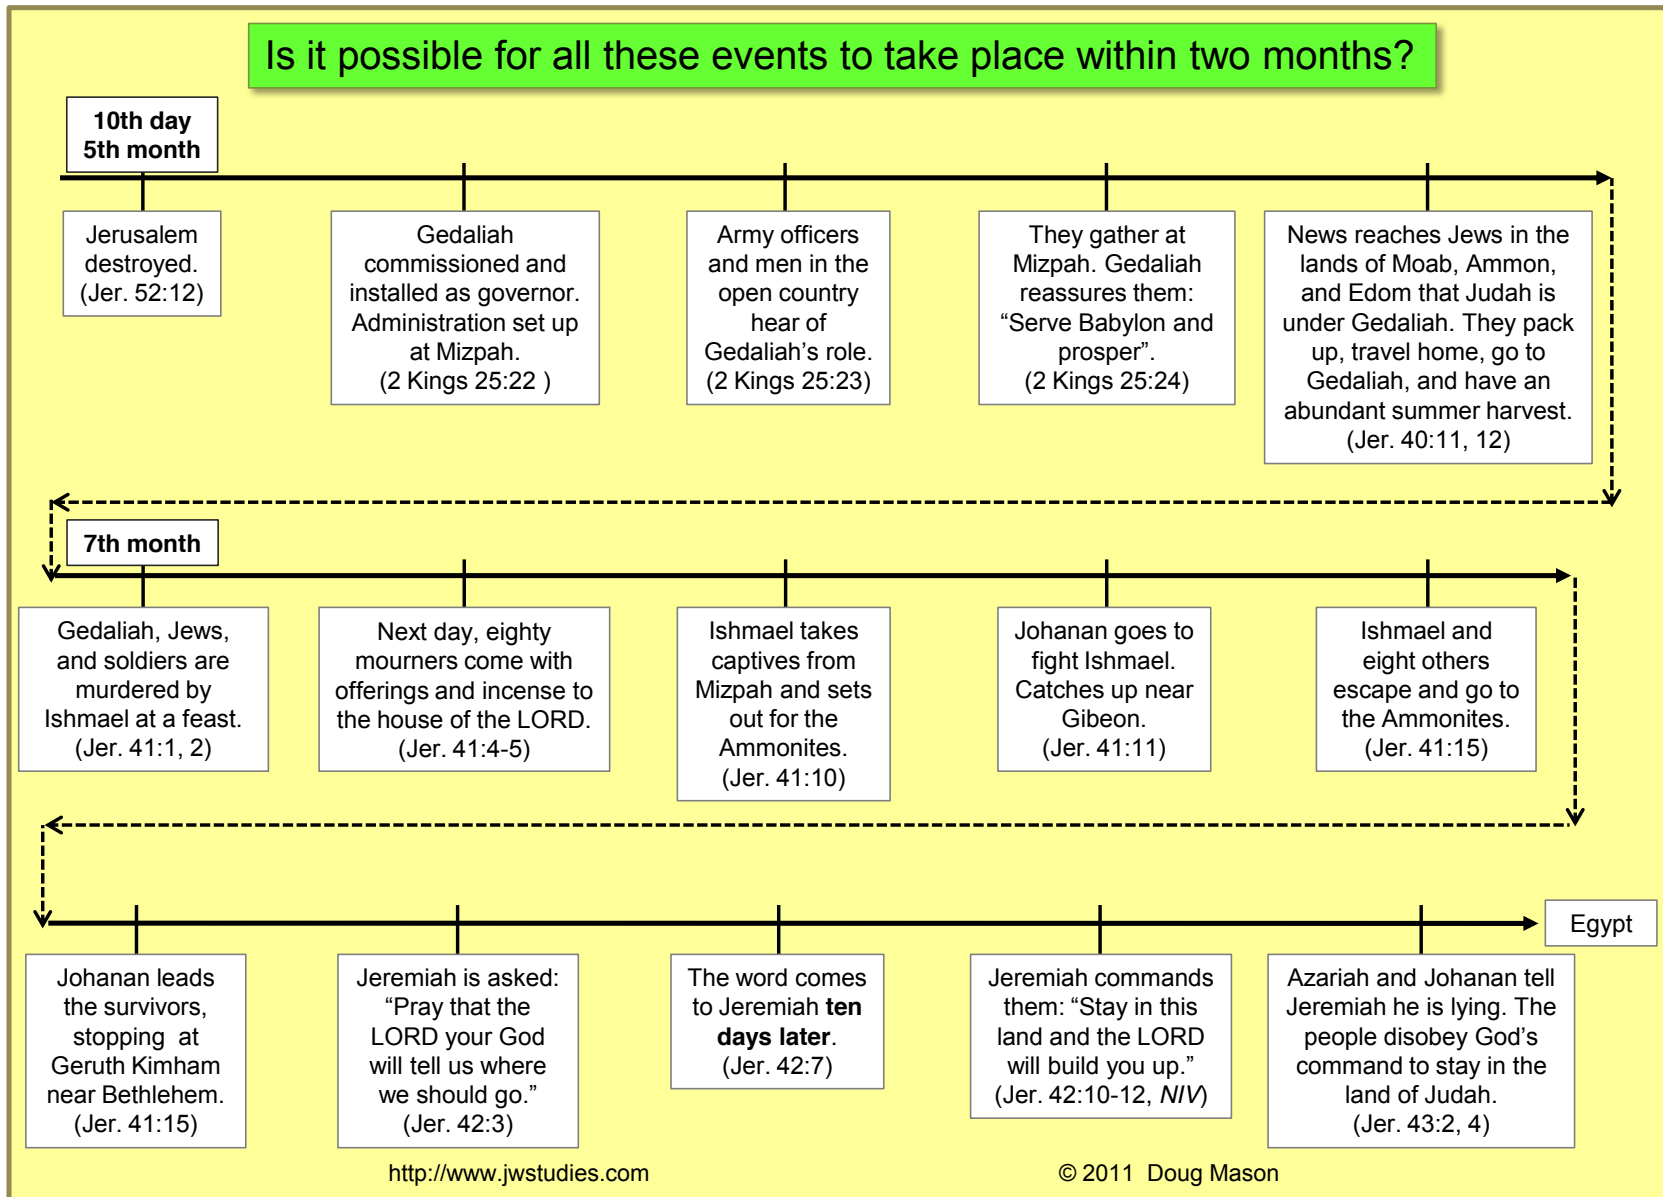 Is it possible for all these events to take place within two months?
10th day
5th month
Jerusalem
destroyed.
(Jer. 52:12)
Gedaliah
commissioned and
installed as governor.
Administration set up
at Mizpah.
(2 Kings 25:22 )
Army officers
and men in the
open country
hear of
Gedaliah’s role.
(2 Kings 25:23)
They gather at
Mizpah. Gedaliah
reassures them:
“Serve Babylon and
prosper”.
(2 Kings 25:24)
News reaches Jews in the
lands of Moab, Ammon,
and Edom that Judah is
under Gedaliah. They pack
up, travel home, go to
Gedaliah, and have an
abundant summer harvest.
(Jer. 40:11, 12)
7th month
Gedaliah, Jews,
and soldiers are
murdered by
Ishmael at a feast.
(Jer. 41:1, 2)
Next day, eighty
mourners come with
offerings and incense to
the house of the LORD.
(Jer. 41:4-5)
Ishmael takes
captives from
Mizpah and sets
out for the
Ammonites.
(Jer. 41:10)
Johanan goes to
fight Ishmael.
Catches up near
Gibeon.
(Jer. 41:11)
Ishmael and
eight others
escape and go to
the Ammonites.
(Jer. 41:15)
Egypt
Johanan leads
the survivors,
stopping at
Geruth Kimham
near Bethlehem.
(Jer. 41:15)
Jeremiah is asked:
“Pray that the
LORD your God
will tell us where
we should go.”
(Jer. 42:3)
The word comes
to Jeremiah ten
days later.
(Jer. 42:7)
Jeremiah commands
them: “Stay in this
land and the LORD
will build you up.”
(Jer. 42:10-12, NIV)
Azariah and Johanan tell
Jeremiah he is lying. The
people disobey God’s
command to stay in the
land of Judah.
(Jer. 43:2, 4)
http://www.jwstudies.com
© 2011 Doug Mason